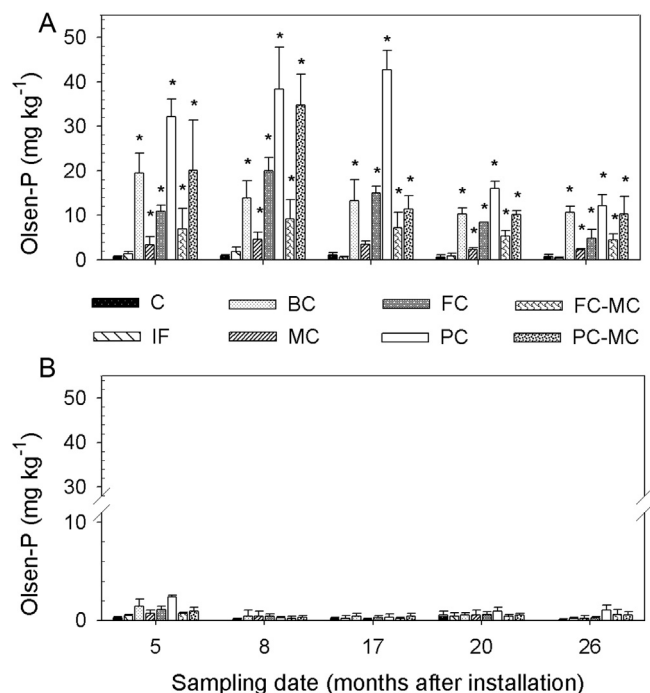 A
Olsen-P (mg kg⁻¹)
50
40
30
20
10
0
* * * * * *
* * * * * *
* * * * *
* * * * * *
* * * * * *
C BC FC FC-MC
IF MC PC PC-MC
B
Olsen-P (mg kg⁻¹)
50
40
30
10
0
5 8 17 20 26
Sampling date (months after installation)